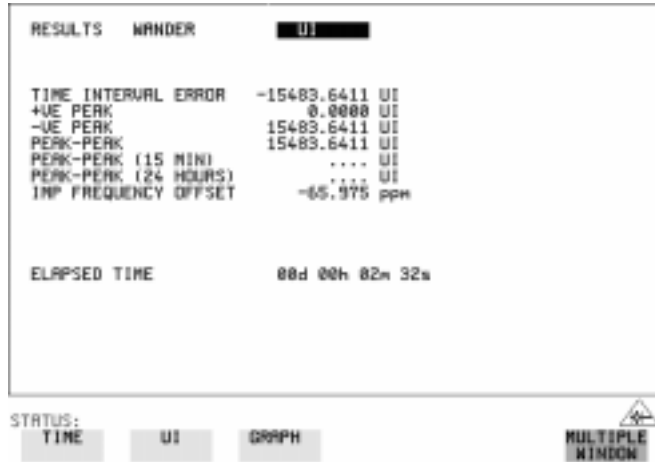 RESULTS WANDER UI
TIME INTERVAL ERROR -15483.6411 UI
+VE PEAK 0.0000 UI
-VE PEAK 15483.6411 UI
PEAK-PEAK 15483.6411 UI
PEAK-PEAK (15 MIN) .... UI
PEAK-PEAK (24 HOURS) .... UI
IMP FREQUENCY OFFSET -65.975 ppm
ELAPSED TIME 00d 00h 02m 32s
STATUS:
TIME UI GRAPH MULTIPLE
WINDOW